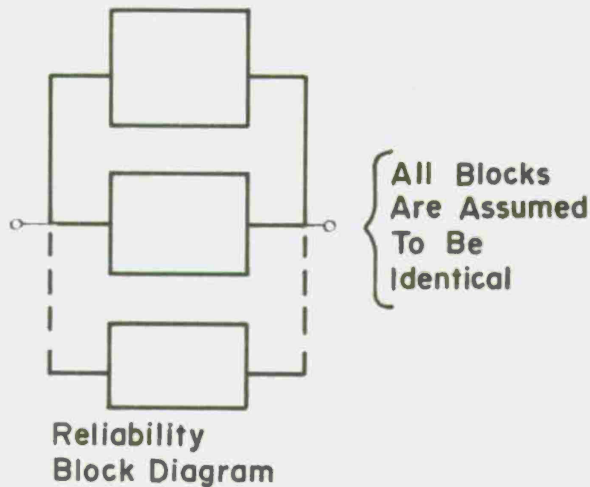 All Blocks
Are Assumed
To Be
Identical
Reliability
Block Diagram